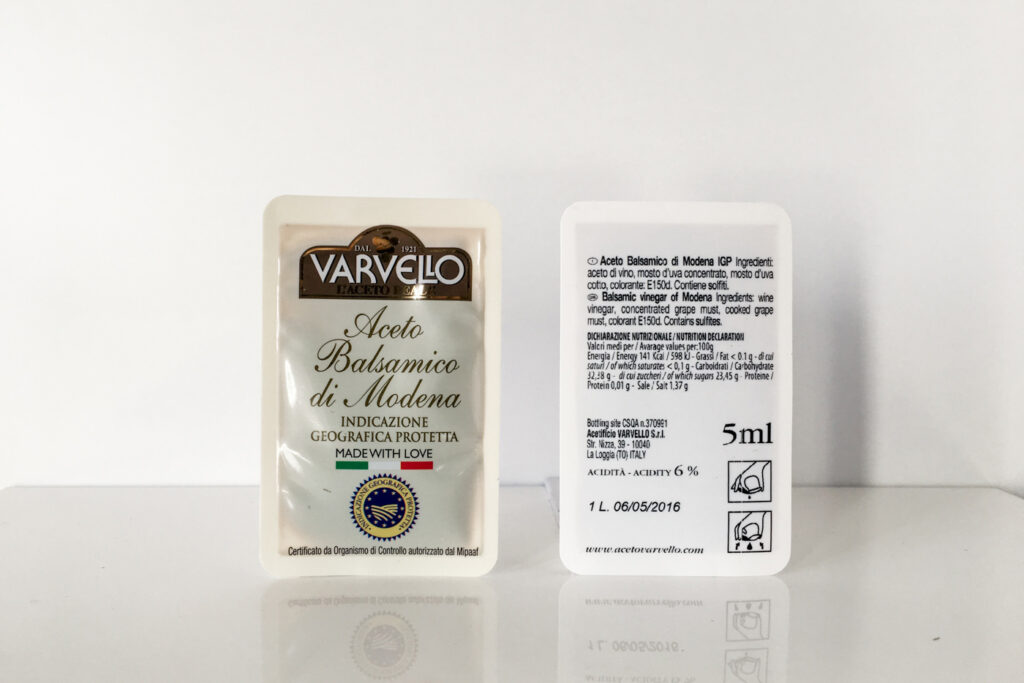 DAL 1921
VARVELLO
L'ACETO
Aceto
Balsamico
di Modena
INDICAZIONE
GEOGRAFICA PROTETTA
MADE WITH LOVE
INDICAZIONE GEOGRAFICA PROTETTA
Certificato da Organismo di Controllo autorizzato dal Mipaaf
Aceto Balsamico di Modena IGP Ingredienti:
aceto di vino, mosto d'uva concentrato, mosto d'uva
cotto, colorante: E150d. Contiene solfiti.
Balsamic vinegar of Modena Ingredients: wine
vinegar, concentrated grape must, cooked grape
must, colorant E150d. Contains sulfites.
DICHIARAZIONE NUTRIZIONALE / NUTRITION DECLARATION
Valori medi per / Avarage values per:100g
Energia / Energy 141 Kcal / 598 kJ - Grassi / Fat < 0.1 g - di cui
saturi / of which saturates < 0,1 g - Carboidrati / Carbohydrate
32,38 g - di cui zuccheri / of which sugars 23,45 g - Proteine /
Protein 0,01 g - Sale / Salt 1,37 g
Bottling site CSQA n.370991
Acetificio VARVELLO S.r.l.
Str. Nizza, 39 - 10040
La Loggia (TO) ITALY
5ml
ACIDITÀ - ACIDITY 6 %
1 L. 06/05/2016
www.acetovarvello.com